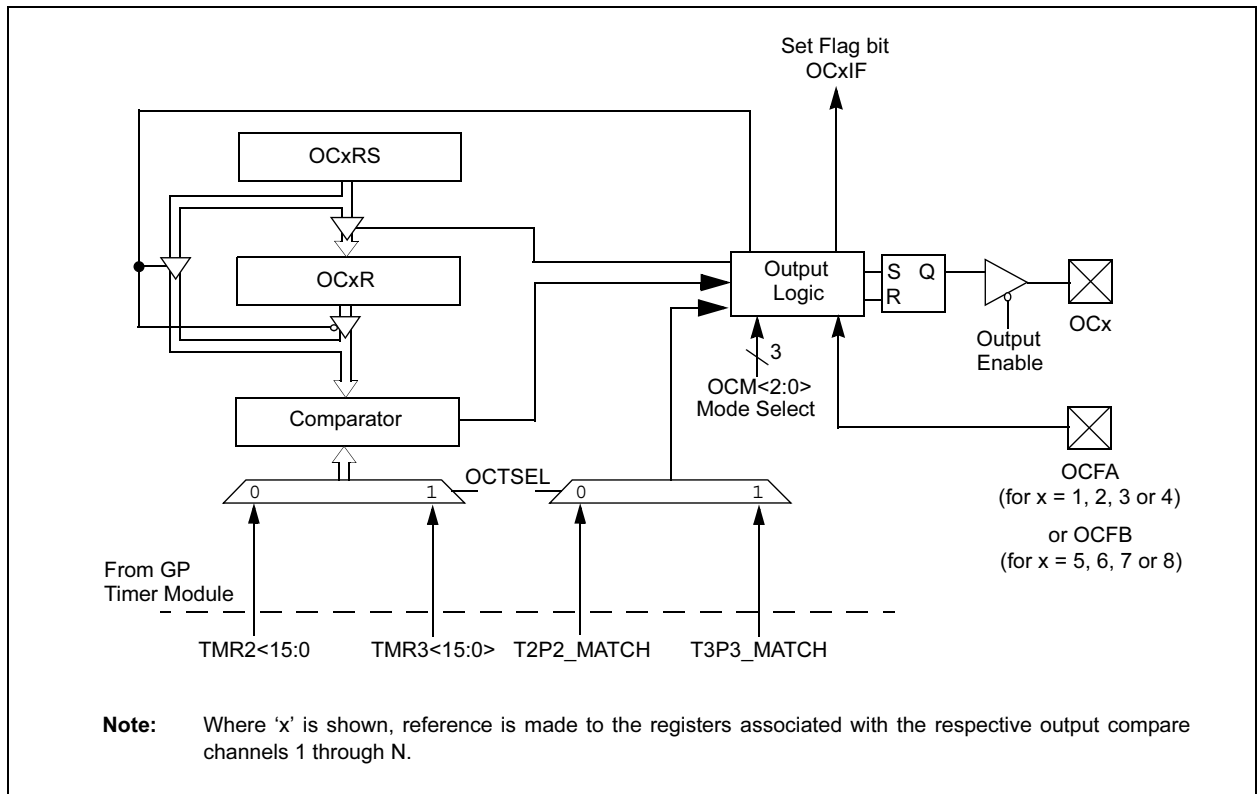 Set Flag bit
OCxIF
OCxRS
OCxR
Output
Logic
S Q
R
OCx
Output
Enable
3
OCM<2:0>
Mode Select
Comparator
OCFA
(for x = 1, 2, 3 or 4)
or OCFB
(for x = 5, 6, 7 or 8)
0 1 OCTSEL 0 1
From GP
Timer Module
TMR2<15:0 TMR3<15:0> T2P2_MATCH T3P3_MATCH
Note: Where ‘x’ is shown, reference is made to the registers associated with the respective output compare
channels 1 through N.